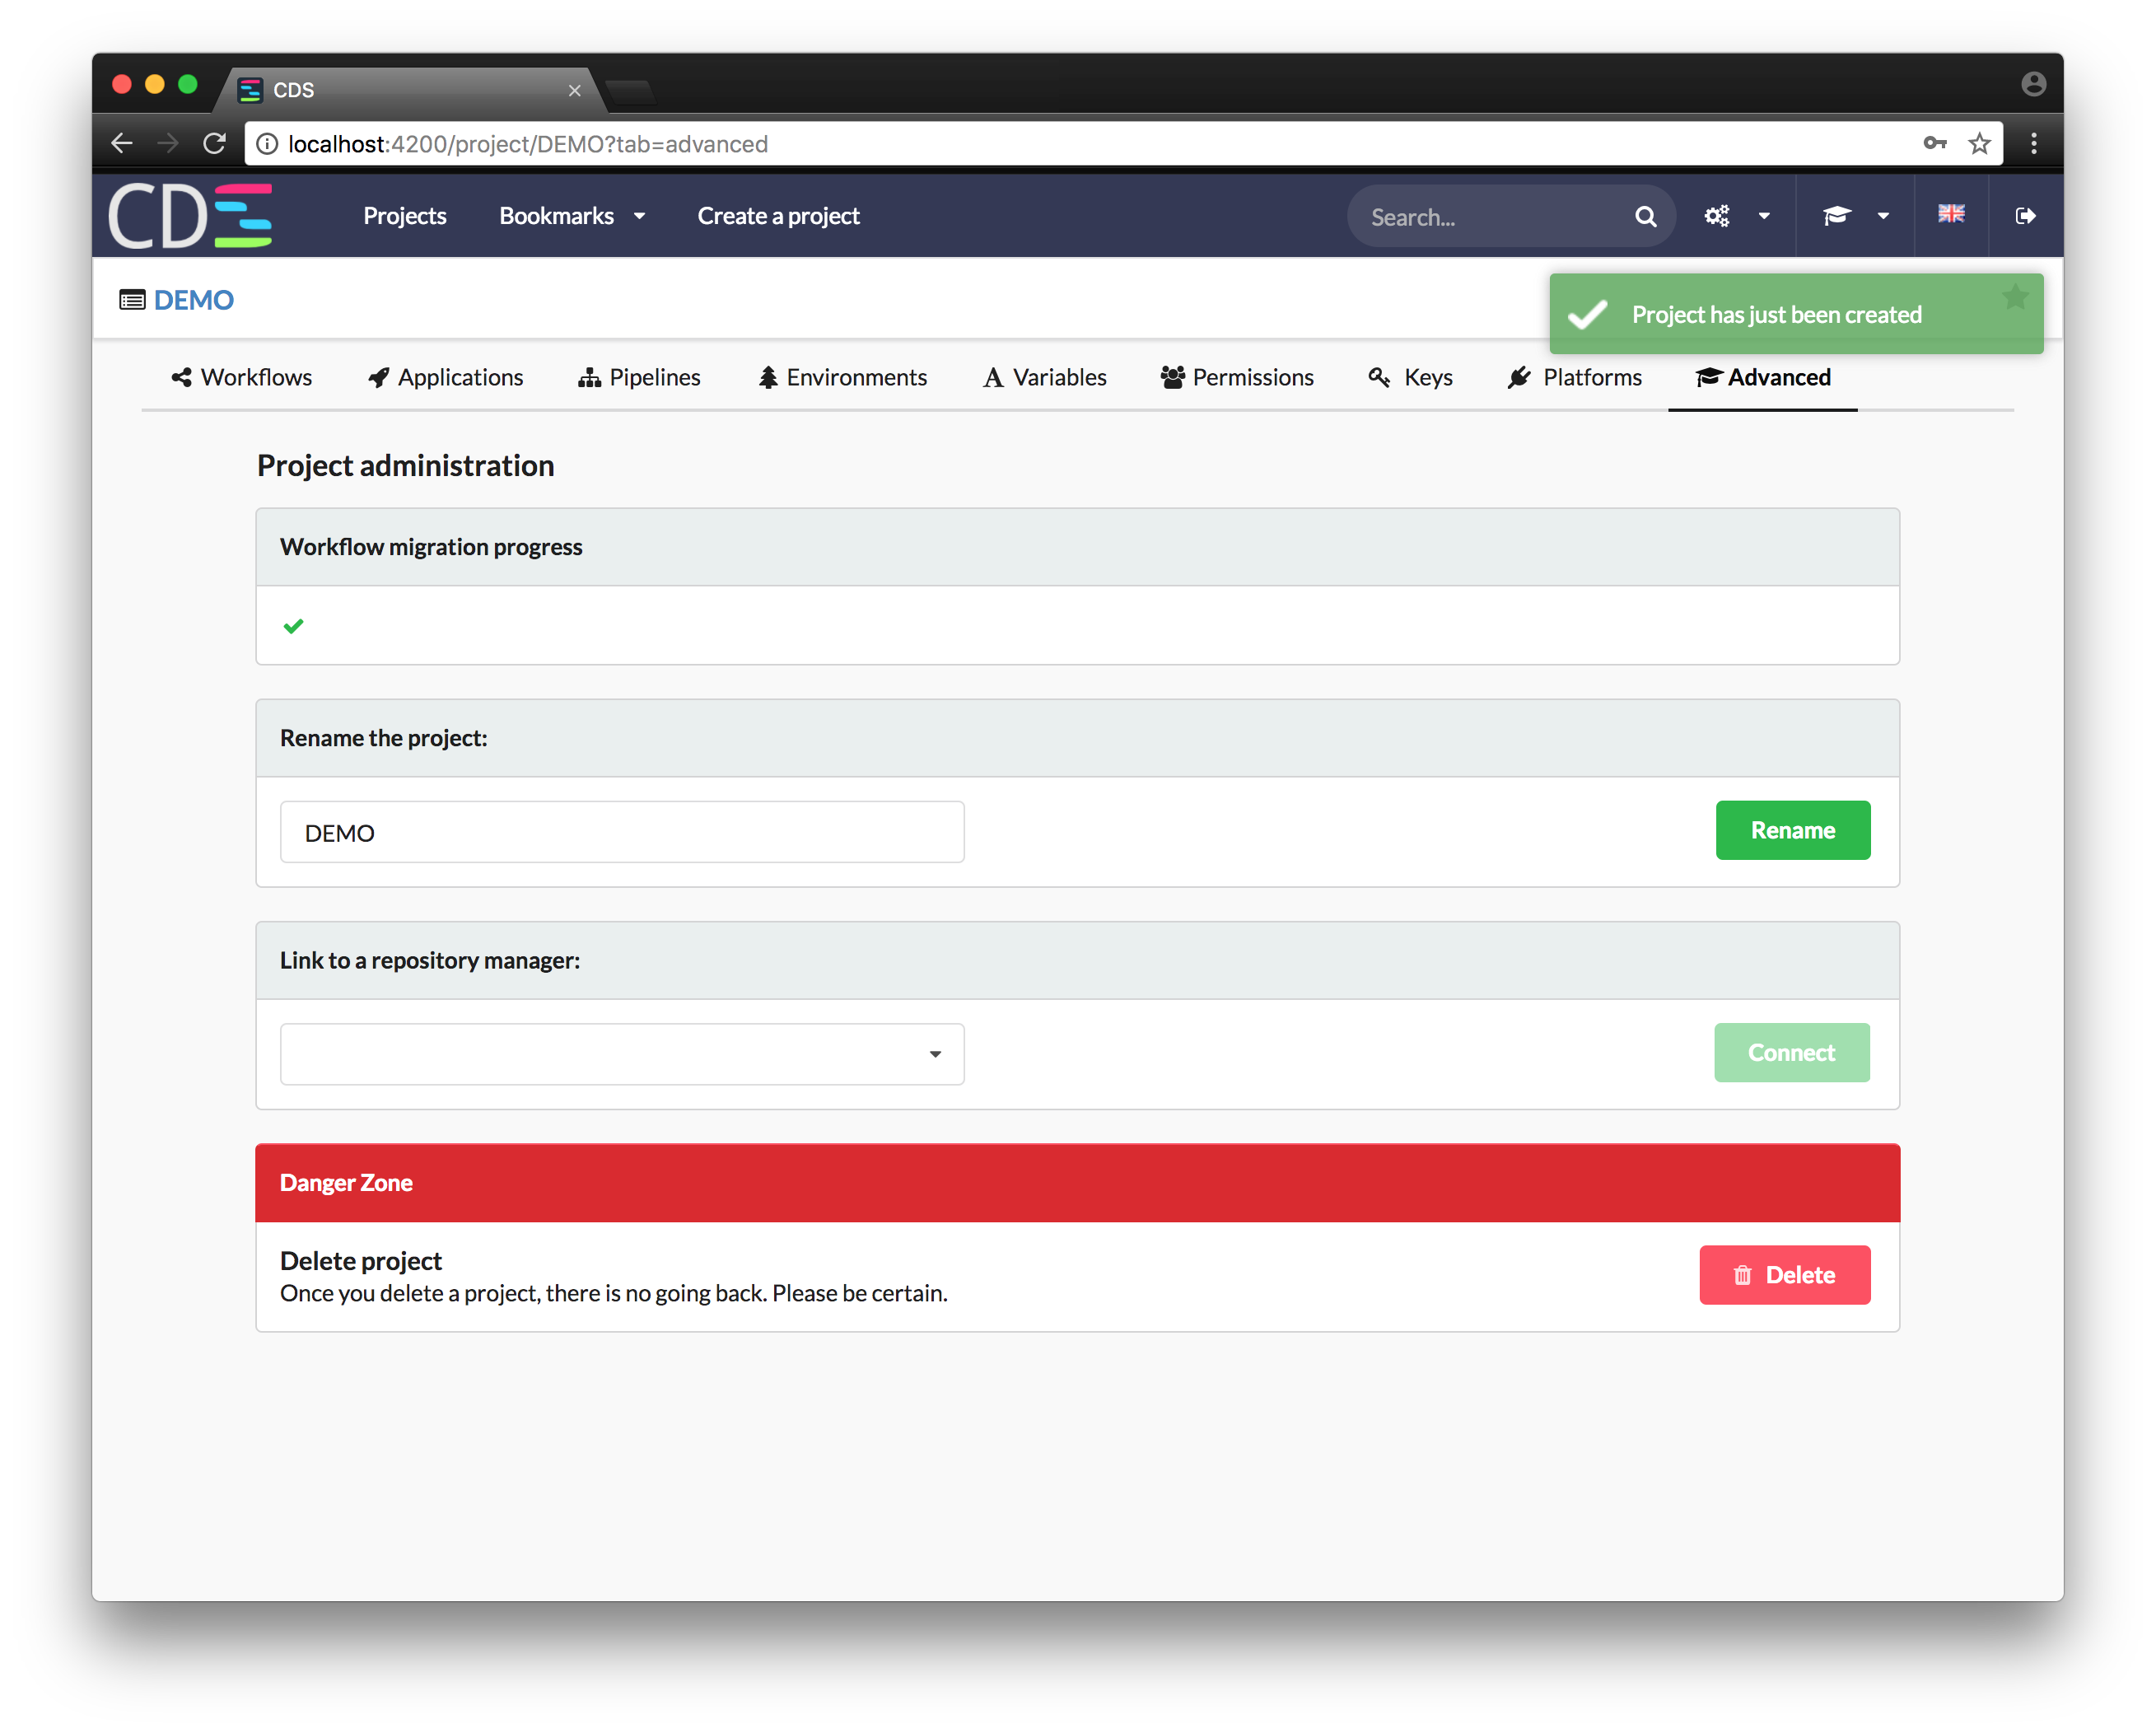 CDS
localhost:4200/project/DEMO?tab=advanced
CDS Projects Bookmarks Create a project Search...
DEMO
Project has just been created
Workflows Applications Pipelines Environments Variables Permissions Keys Platforms Advanced
Project administration
Workflow migration progress
Rename the project:
DEMO Rename
Link to a repository manager:
Connect
Danger Zone
Delete project
Once you delete a project, there is no going back. Please be certain.
Delete